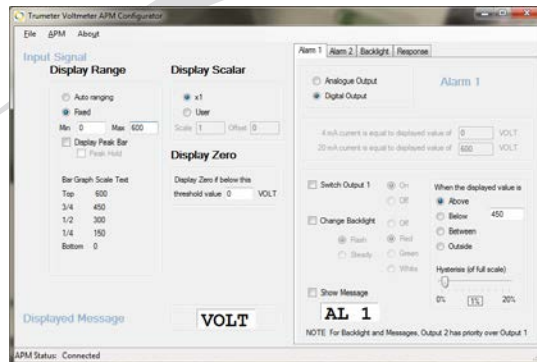 Trumeter Voltmeter APM Configurator
File APM About
Input Signal
Display Range
Auto ranging
Fixed
Min 0 Max 600
Display Peak Bar
Peak Hold
Bar Graph Scale Text
Top 600
3/4 450
1/2 300
1/4 150
Bottom 0
Display Scalar
x1
User
Scale 1 Offset 0
Display Zero
Display Zero if below this
threshold value 0 VOLT
Displayed Message
VOLT
Alarm 1 Alarm 2 Backlight Response
Analogue Output
Digital Output
Alarm 1
4 mA current is equal to displayed value of 0 VOLT
20 mA current is equal to displayed value of 600 VOLT
Switch Output 1 On
Off
Change Backlight Off
Flash Red
Steady Green
White
Show Message
AL 1
When the displayed value is
Above
Below 450
Between
Outside
Hysterisis (of full scale)
0% 1% 20%
NOTE For Backlight and Messages, Output 2 has priority over Output 1
APM Status: Connected